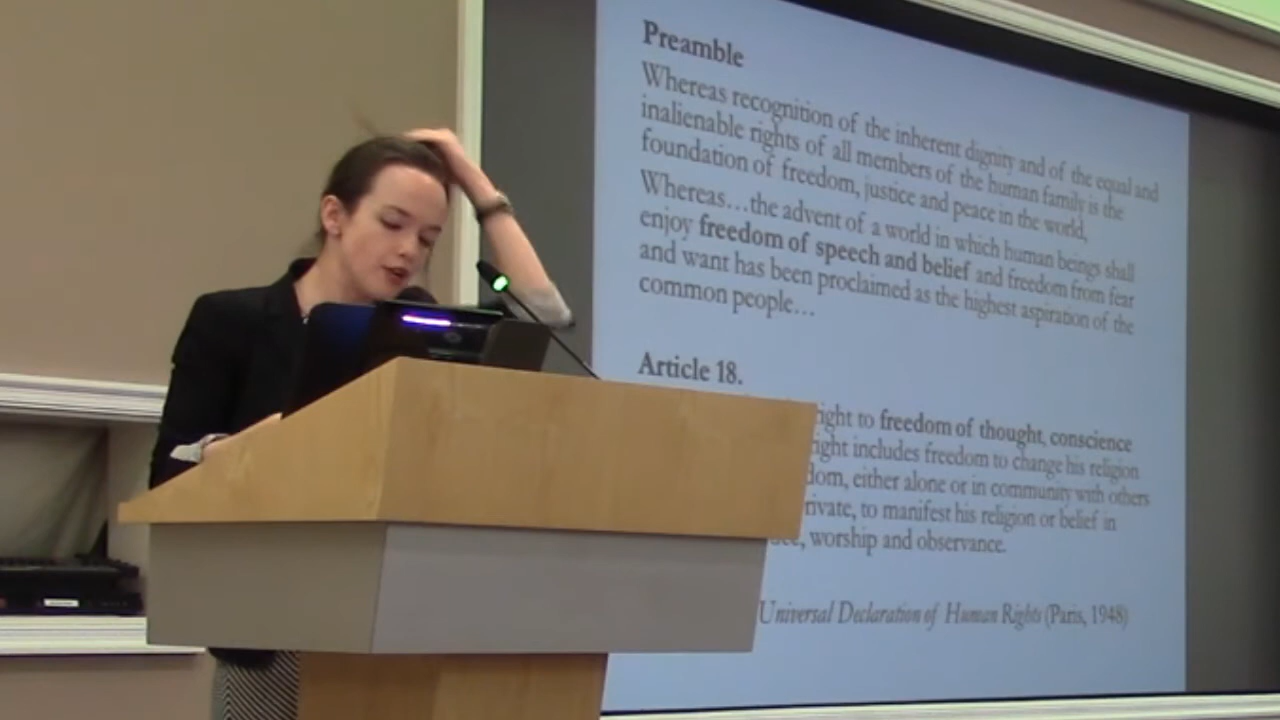 Preamble
Whereas recognition of the inherent dignity and of the equal and
inalienable rights of all members of the human family is the
foundation of freedom, justice and peace in the world,
Whereas…the advent of a world in which human beings shall
enjoy freedom of speech and belief and freedom from fear
and want has been proclaimed as the highest aspiration of the
common people…
Article 18.
right to freedom of thought, conscience
right includes freedom to change his religion
either alone or in community with others
to manifest his religion or belief in
worship and observance.
Universal Declaration of Human Rights (Paris, 1948)